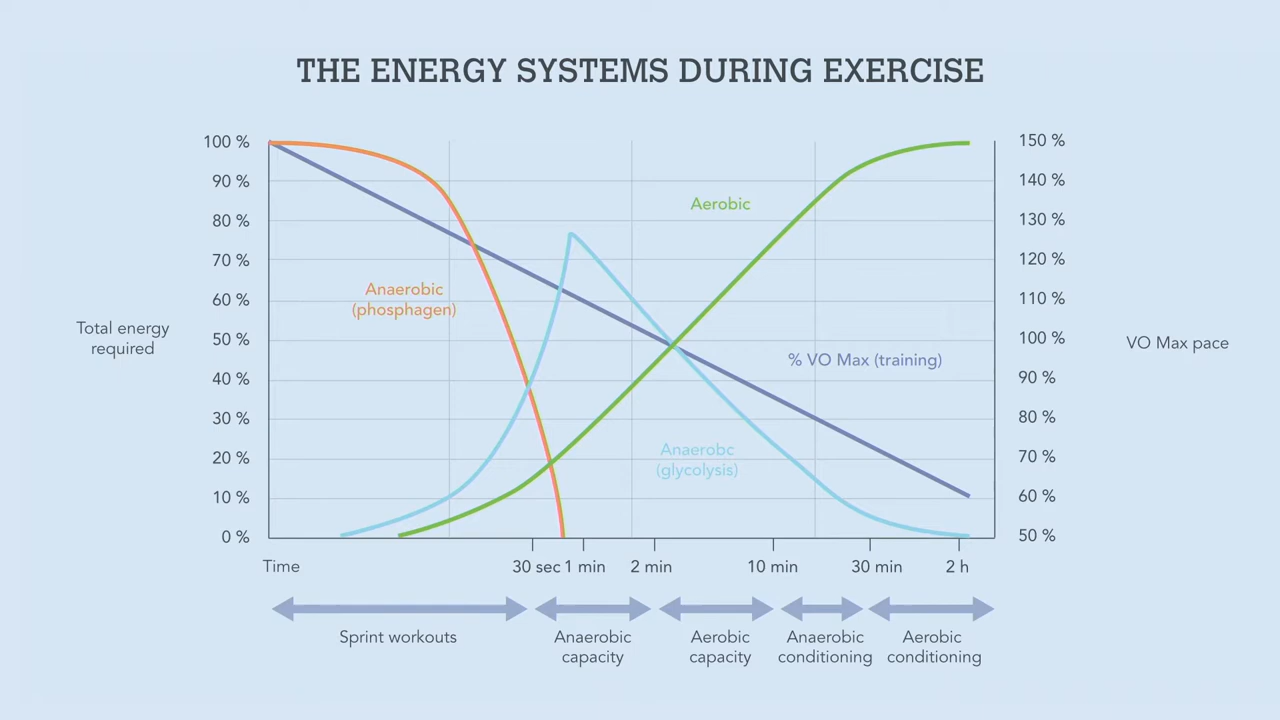 THE ENERGY SYSTEMS DURING EXERCISE
100 %
90 %
80 %
70 %
60 %
50 %
40 %
30 %
20 %
10 %
0 %
Total energy
required
150 %
140 %
130 %
120 %
110 %
100 %
90 %
80 %
70 %
60 %
50 %
VO Max pace
Aerobic
Anaerobic
(phosphagen)
% VO Max (training)
Anaerobc
(glycolysis)
Time
30 sec
1 min
2 min
10 min
30 min
2 h
Sprint workouts
Anaerobic
capacity
Aerobic
capacity
Anaerobic
conditioning
Aerobic
conditioning